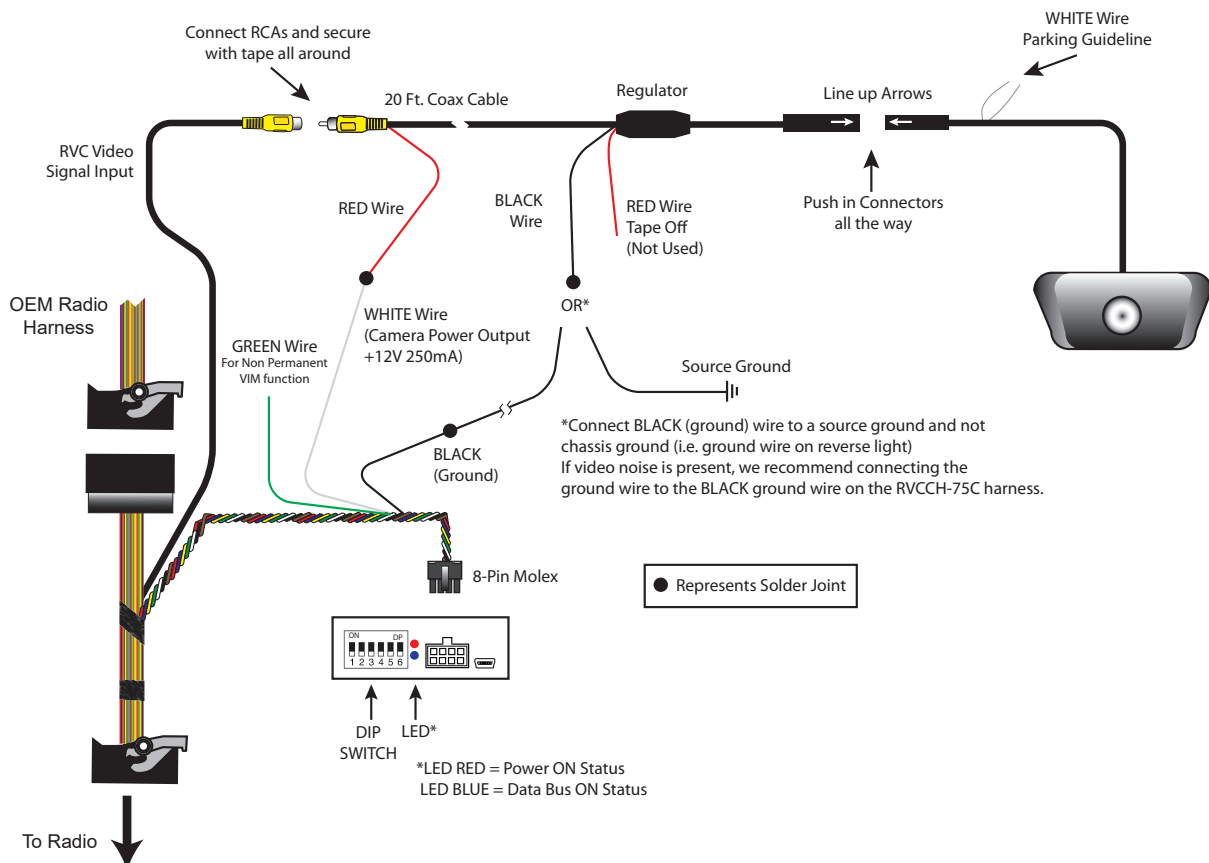 Connect RCAs and secure
with tape all around
WHITE Wire
Parking Guideline
20 Ft. Coax Cable
Regulator
Line up Arrows
RVC Video
Signal Input
RED Wire
BLACK
Wire
RED Wire
Tape Off
(Not Used)
Push in Connectors
all the way
OEM Radio
Harness
OR*
WHITE Wire
(Camera Power Output
+12V 250mA)
GREEN Wire
For Non Permanent
VIM function
Source Ground
*Connect BLACK (ground) wire to a source ground and not
chassis ground (i.e. ground wire on reverse light)
If video noise is present, we recommend connecting the
ground wire to the BLACK ground wire on the RVCCH-75C harness.
BLACK
(Ground)
8-Pin Molex
Represents Solder Joint
ON DP
1 2 3 4 5 6
DIP
SWITCH
LED*
*LED RED = Power ON Status
LED BLUE = Data Bus ON Status
To Radio